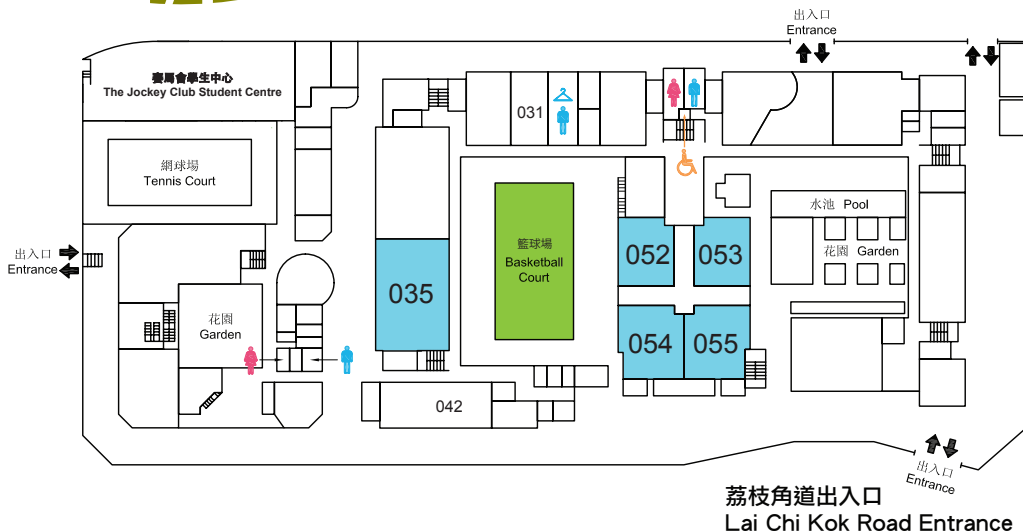 出入口
Entrance
賽馬會學生中心
The Jockey Club Student Centre
031
網球場
Tennis Court
水池 Pool
出入口
Entrance
籃球場
Basketball
Court
052
053
花園 Garden
035
花園
Garden
054
055
042
出入口
Entrance
荔枝角道出入口
Lai Chi Kok Road Entrance